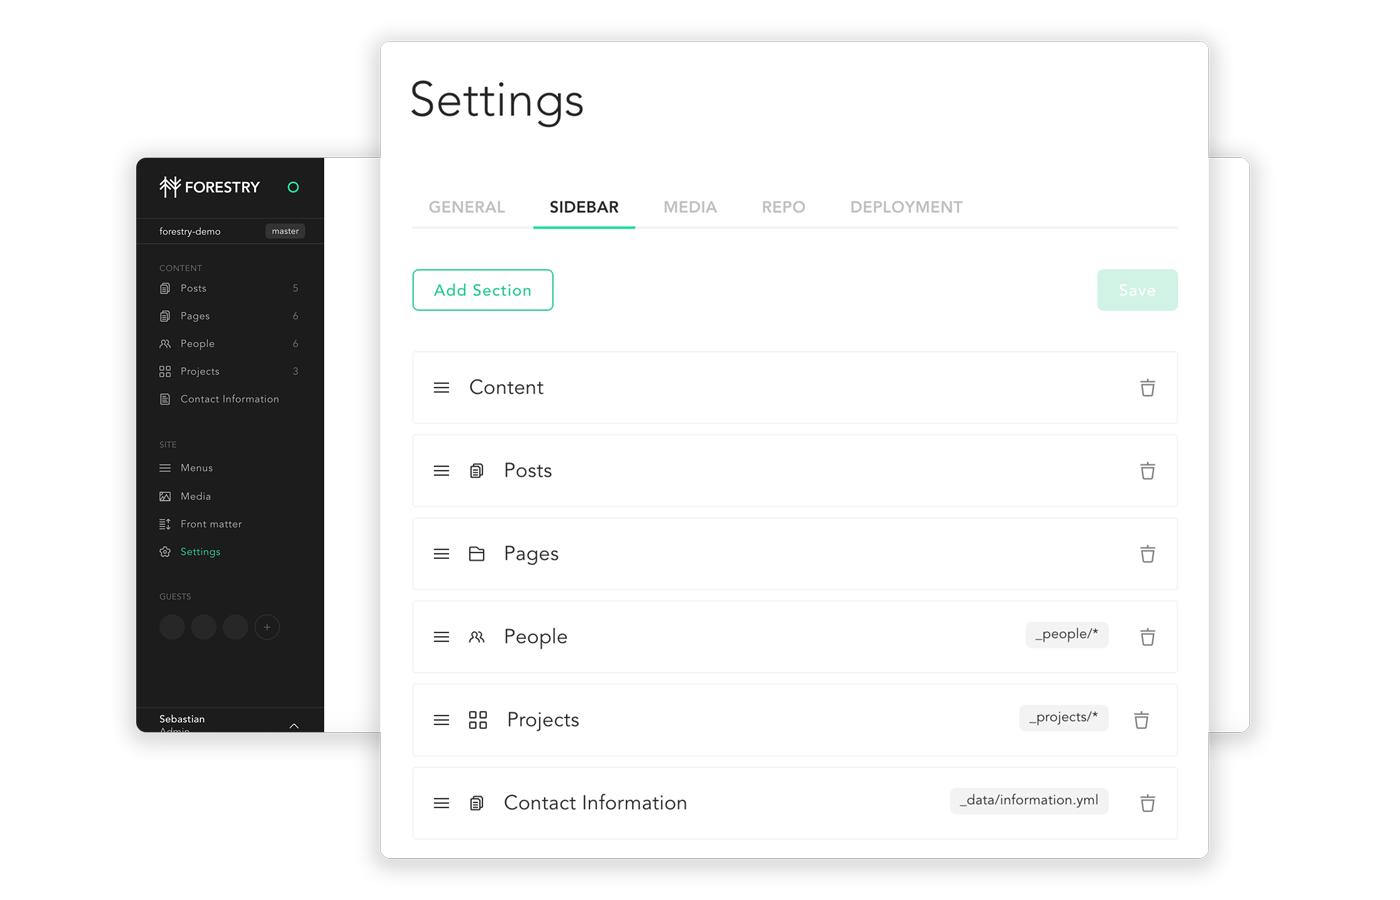 Settings
FORESTRY
forestry-demo master
CONTENT
Posts 5
Pages 6
People 6
Projects 3
Contact Information
SITE
Menus
Media
Front matter
Settings
GUESTS
+
Sebastian
Admin
GENERAL SIDEBAR MEDIA REPO DEPLOYMENT
Add Section Save
Content
Posts
Pages
People _people/*
Projects _projects/*
Contact Information _data/information.yml